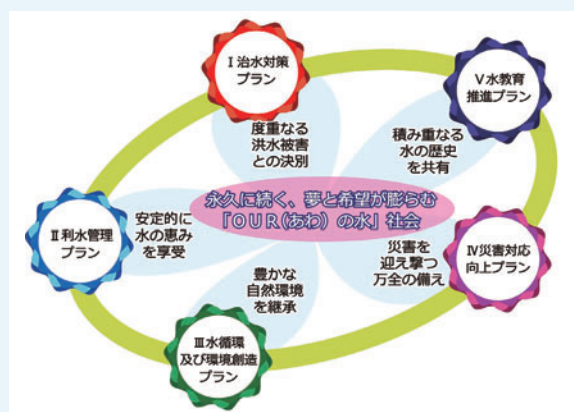 Ⅰ治水対策
プラン
度重なる
洪水被害
との決別
Ⅴ水教育
推進プラン
積み重なる
水の歴史
を共有
永久に続く、夢と希望が膨らむ
「OUR(あわ)の水」社会
Ⅱ利水管理
プラン
安定的に
水の恵み
を享受
Ⅳ災害対応
向上プラン
災害を
迎え撃つ
万全の備え
豊かな
自然環境
を継承
Ⅲ水循環
及び環境創造
プラン